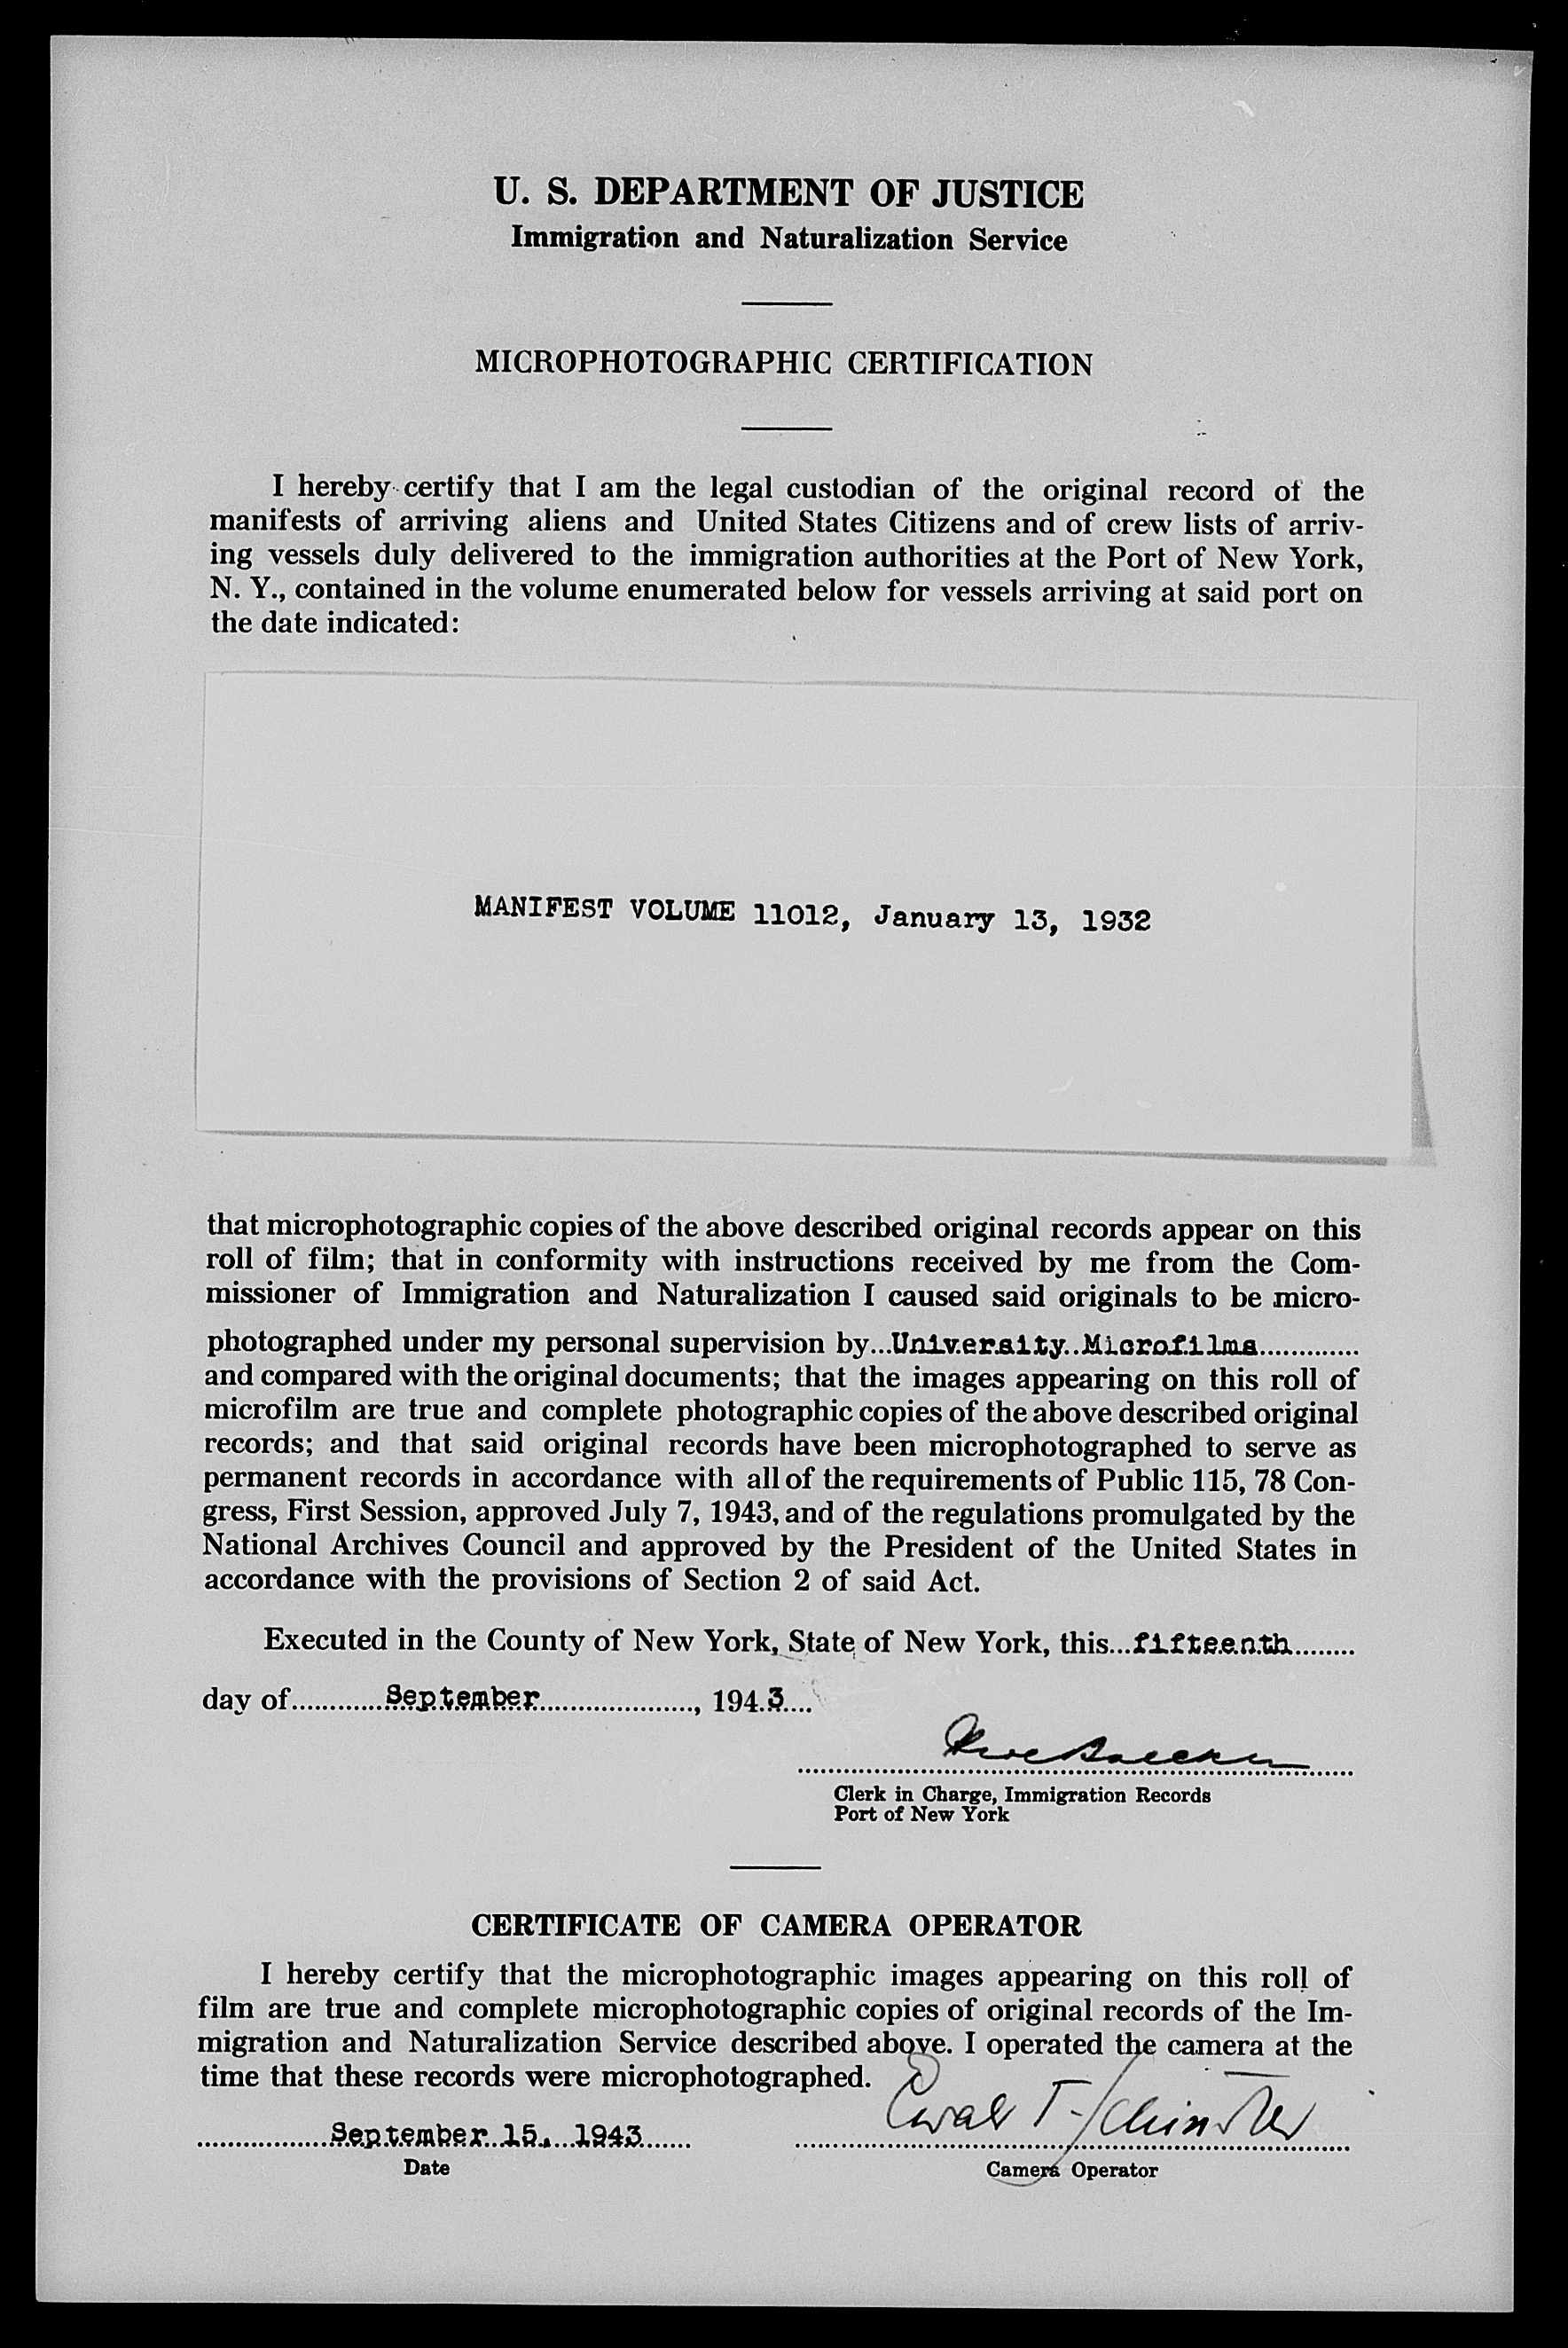 U. S. DEPARTMENT OF JUSTICE
Immigration and Naturalization Service
MICROPHOTOGRAPHIC CERTIFICATION
I hereby certify that I am the legal custodian of the original record of the
manifests of arriving aliens and United States Citizens and of crew lists of arriv-
ing vessels duly delivered to the immigration authorities at the Port of New York,
N. Y., contained in the volume enumerated below for vessels arriving at said port on
the date indicated:
MANIFEST VOLUME 11012, January 13, 1932
that microphotographic copies of the above described original records appear on this
roll of film; that in conformity with instructions received by me from the Com-
missioner of Immigration and Naturalization I caused said originals to be micro-
photographed under my personal supervision by...University Microfilms............
and compared with the original documents; that the images appearing on this roll of
microfilm are true and complete photographic copies of the above described original
records; and that said original records have been microphotographed to serve as
permanent records in accordance with all of the requirements of Public 115, 78 Con-
gress, First Session, approved July 7, 1943, and of the regulations promulgated by the
National Archives Council and approved by the President of the United States in
accordance with the provisions of Section 2 of said Act.
Executed in the County of New York, State of New York, this...fifteenth........
day of............September...................., 194.3....
Clerk in Charge, Immigration Records
Port of New York
CERTIFICATE OF CAMERA OPERATOR
I hereby certify that the microphotographic images appearing on this roll of
film are true and complete microphotographic copies of original records of the Im-
migration and Naturalization Service described above. I operated the camera at the
time that these records were microphotographed.
September 15, 1943
Date
Camera Operator